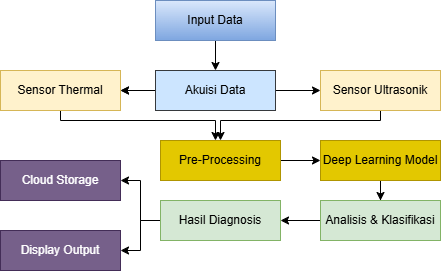 Input Data
Sensor Thermal
Akuisi Data
Sensor Ultrasonik
Pre-Processing
Deep Learning Model
Cloud Storage
Hasil Diagnosis
Analisis & Klasifikasi
Display Output